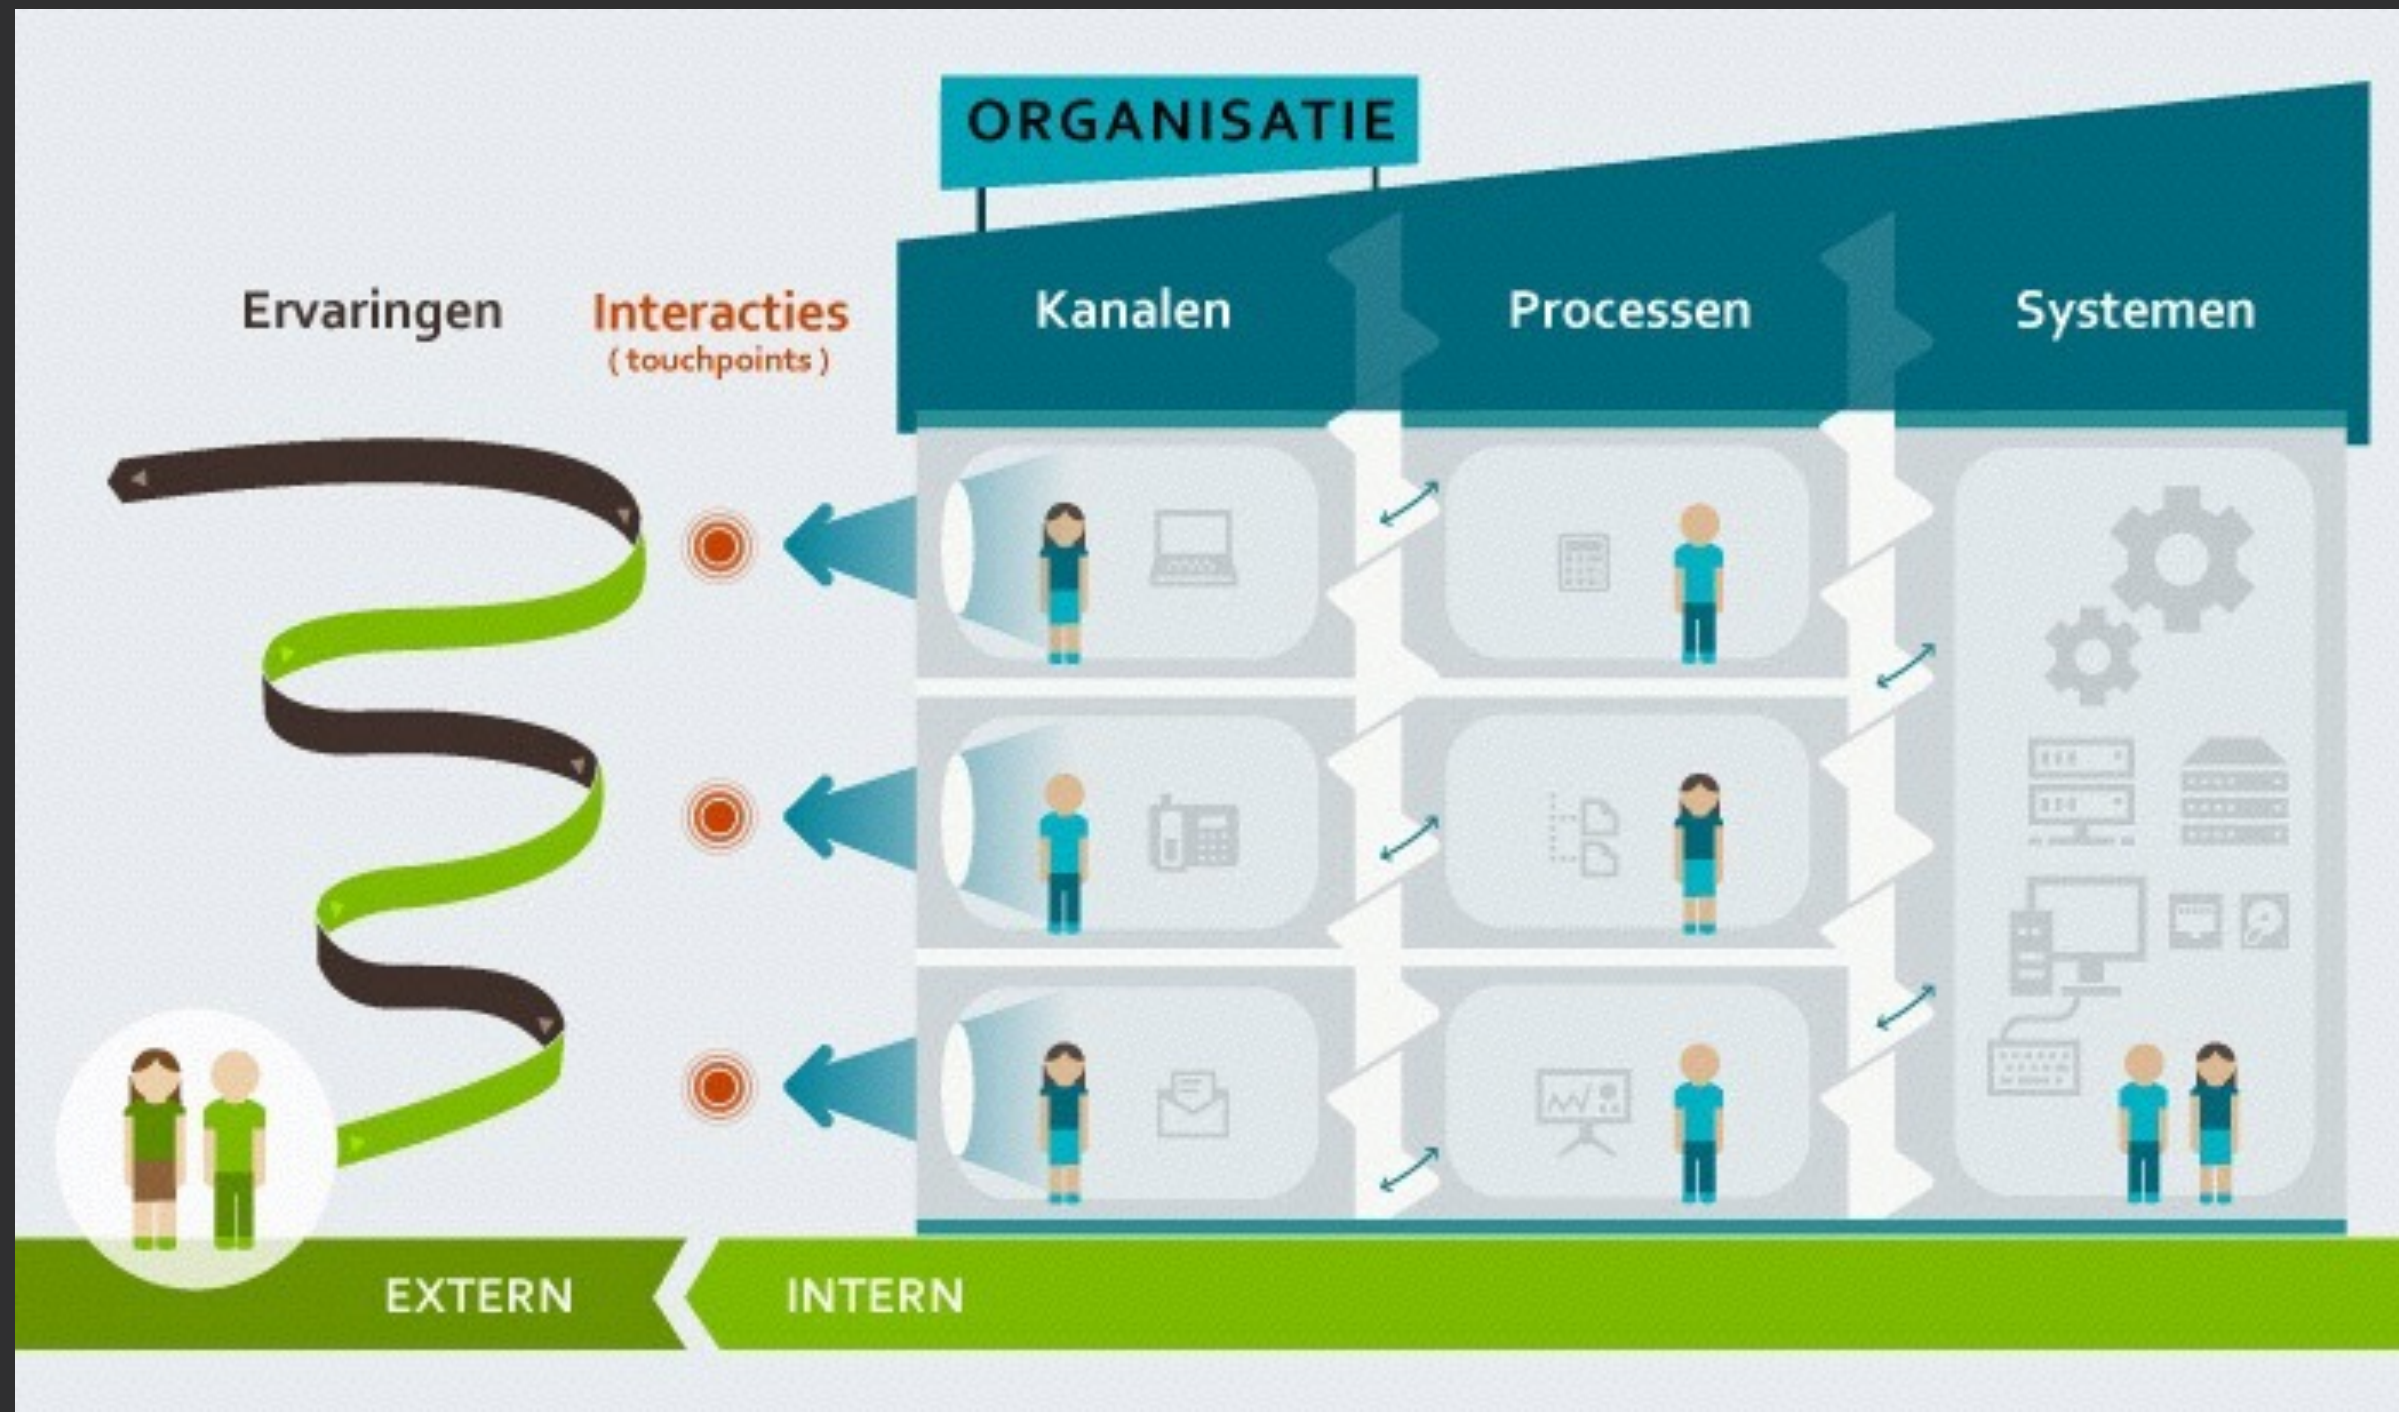 ORGANISATIE
Ervaringen
Interacties
( touchpoints )
Kanalen
Processen
Systemen
EXTERN
INTERN